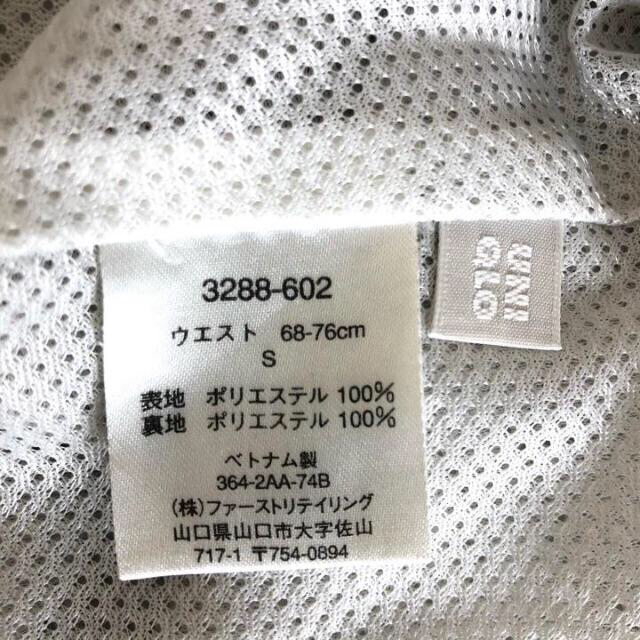 3288-602
ウエスト 68-76cm
S
表地 ポリエステル 100%
裏地 ポリエステル 100%
ベトナム製
364-2AA-74B
(株)ファーストリテイリング
山口県山口市大字佐山
717-1 〒754-0894
UNI
QLO